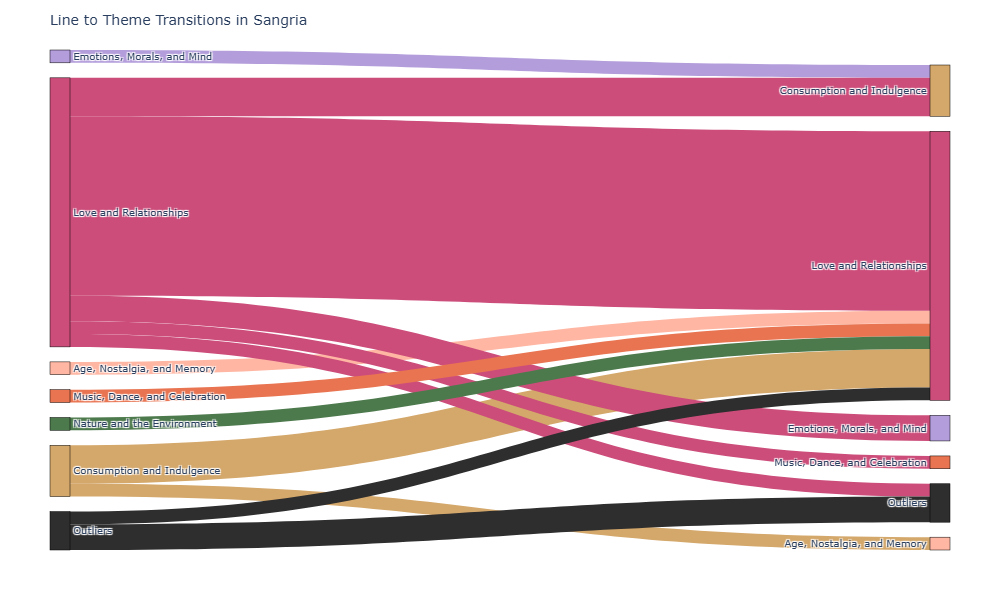 Line to Theme Transitions in Sangria
Emotions, Morals, and Mind
Love and Relationships
Age, Nostalgia, and Memory
Music, Dance, and Celebration
Nature and the Environment
Consumption and Indulgence
Outliers
Consumption and Indulgence
Love and Relationships
Emotions, Morals, and Mind
Music, Dance, and Celebration
Outliers
Age, Nostalgia, and Memory